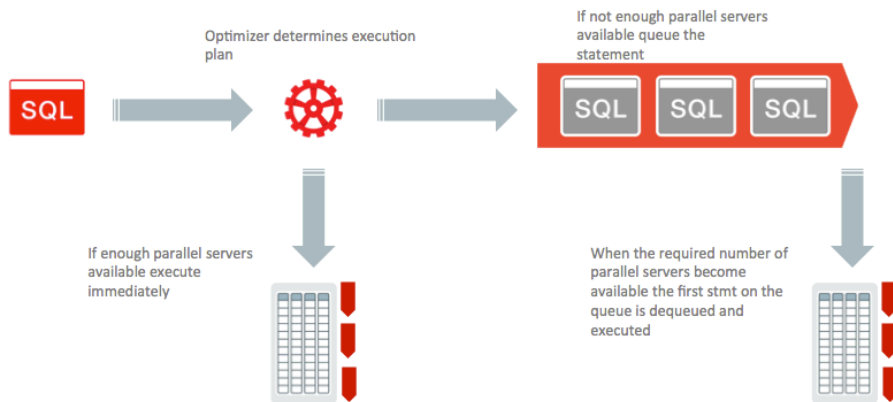 Optimizer determines execution
plan
If not enough parallel servers
available queue the
statement
SQL
SQL
SQL
SQL
If enough parallel servers
available execute
immediately
When the required number of
parallel servers become
available the first stmt on the
queue is dequeued and
executed